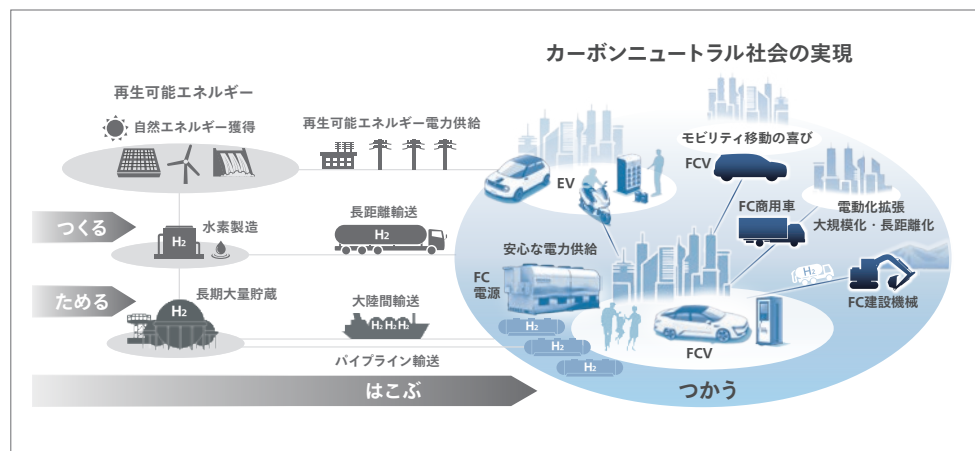 カーボンニュートラル社会の実現
再生可能エネルギー
自然エネルギー獲得
再生可能エネルギー電力供給
つくる
水素製造
H₂
長距離輸送
H₂
ためる
長期大量貯蔵
H₂
大陸間輸送
H₂ H₂ H₂
パイプライン輸送
はこぶ
EV
モビリティ移動の喜び
FCV
FC商用車
電動化拡張
大規模化・長距離化
安心な電力供給
FC
電源
H₂
H₂
H₂
FCV
H₂
FC建設機械
つかう